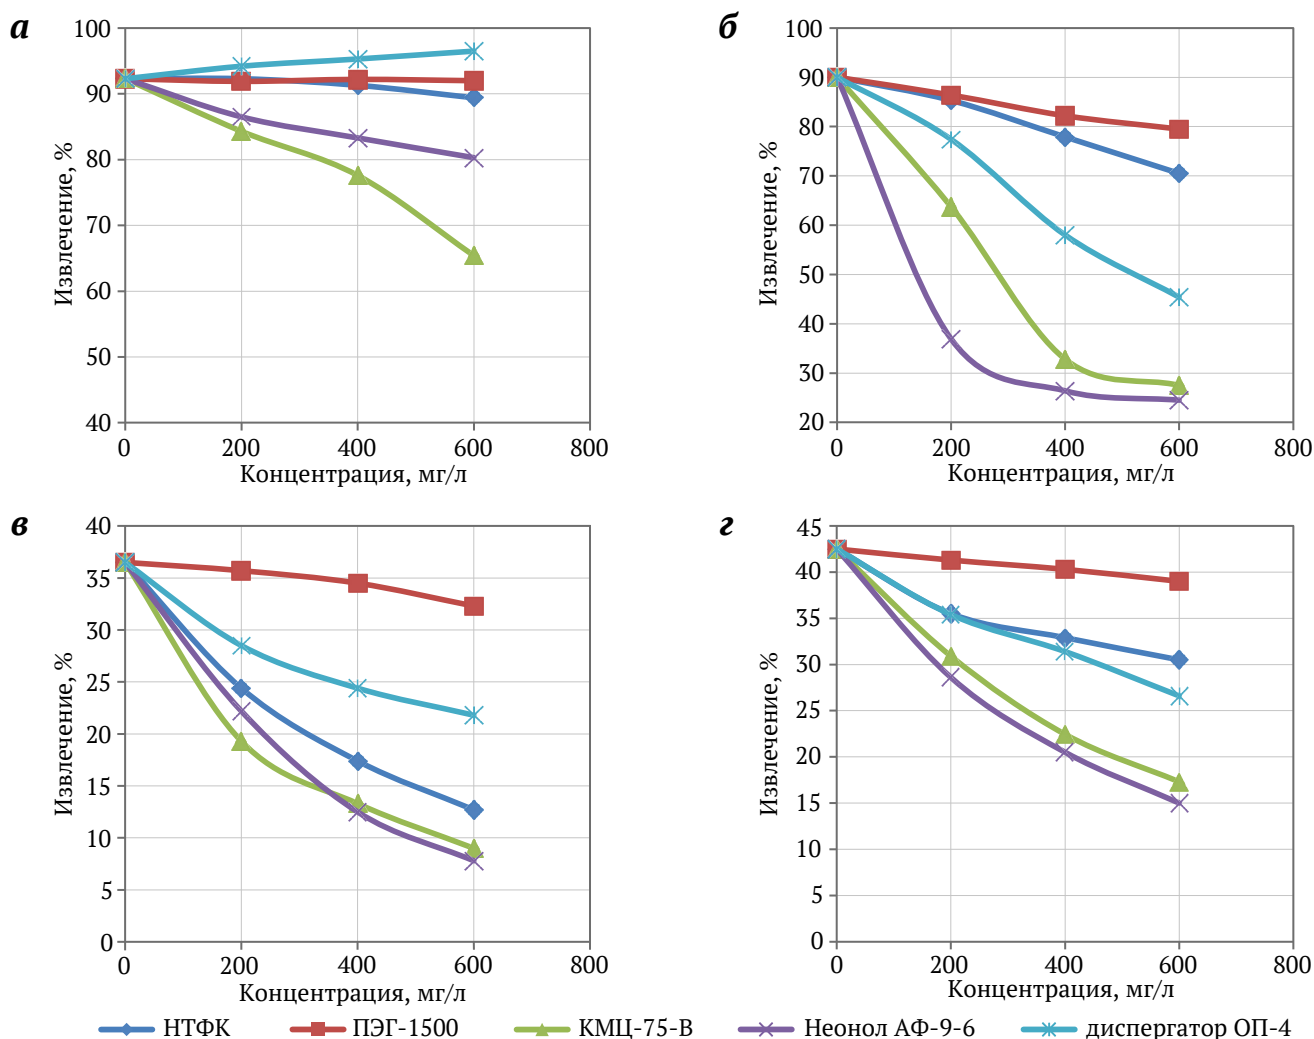 а
100
90
80
70
60
50
40
Извлечение, %
0 200 400 600 800
Концентрация, мг/л
б
100
90
80
70
60
50
40
30
20
Извлечение, %
0 200 400 600 800
Концентрация, мг/л
в
40
35
30
25
20
15
10
5
0
Извлечение, %
0 200 400 600 800
Концентрация, мг/л
г
45
40
35
30
25
20
15
10
5
0
Извлечение, %
0 200 400 600 800
Концентрация, мг/л
НТФК ПЭГ-1500 КМЦ-75-В Неонол АФ-9-6 диспергатор ОП-4